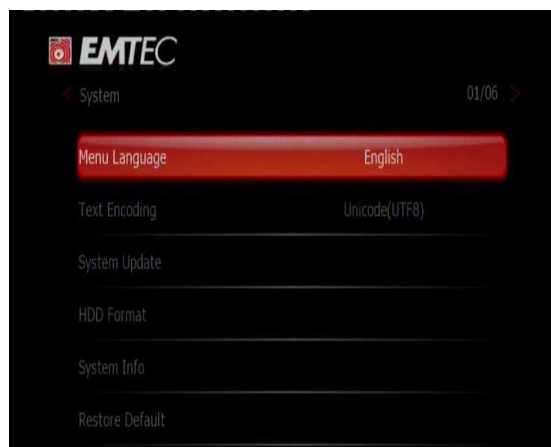 EMTEC
System 01/06
Menu Language English
Text Encoding Unicode(UTF8)
System Update
HDD Format
System Info
Restore Default